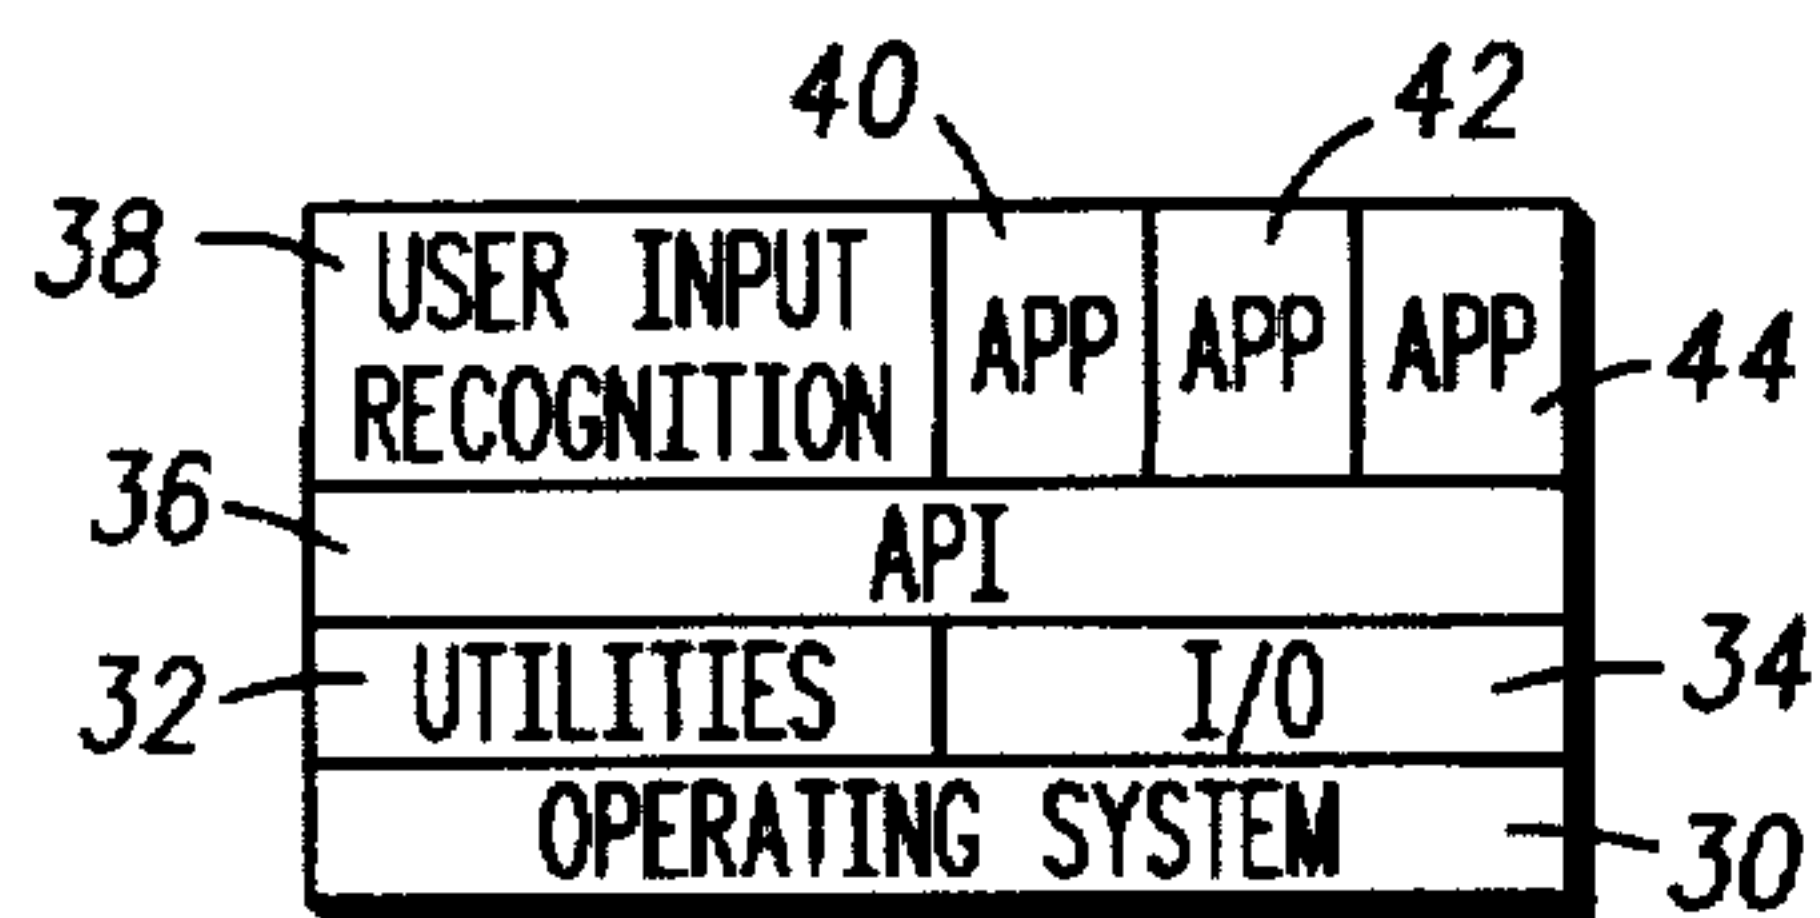 40 42
38 USER INPUT
RECOGNITION
APP APP APP
44
36
API
32 UTILITIES I/O 34
OPERATING SYSTEM 30